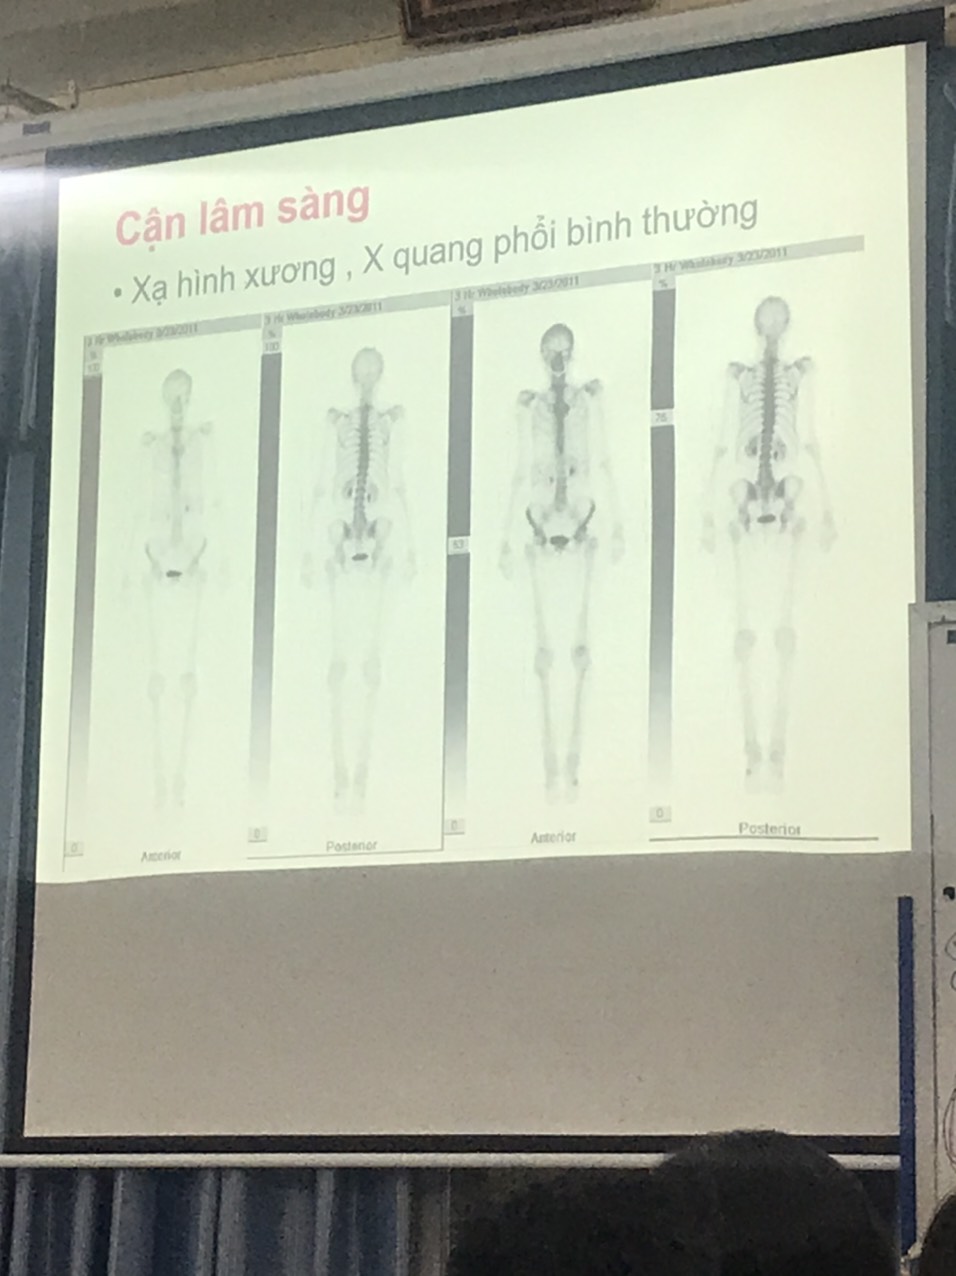 Cận lâm sàng
• Xạ hình xương , X quang phổi bình thường
3 Hr Wholebody 3/23/2011
3 Hr Wholebody 3/23/2011
3 Hr Wholebody 3/23/2011
3 Hr Wholebody 3/23/2011
%
100
0
Anterior
%
100
0
Posterior
%
53
0
Anterior
%
76
0
Posterior